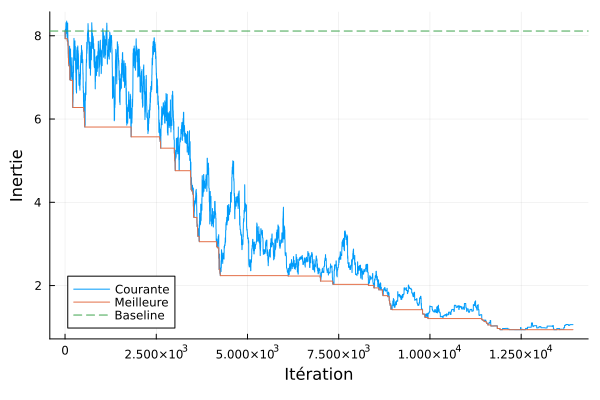 Inertie
8
6
4
2
Courante
Meilleure
Baseline
0 2.500×10³ 5.000×10³ 7.500×10³ 1.000×10⁴ 1.250×10⁴
Itération